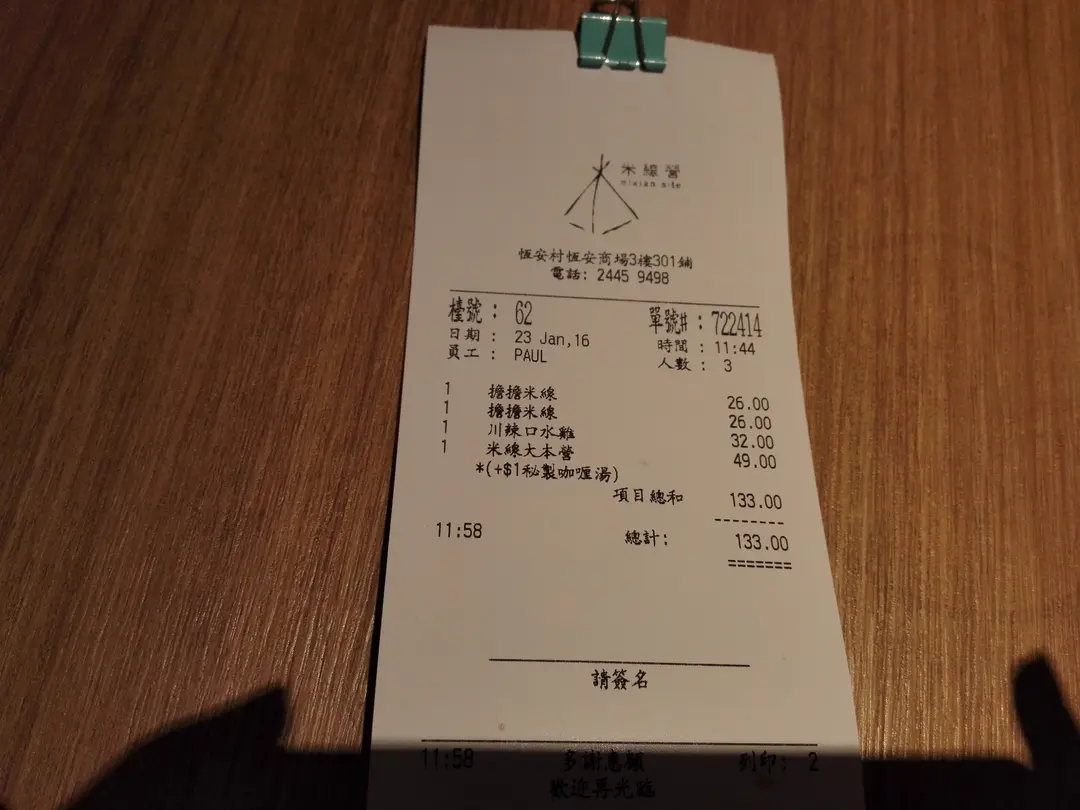 米線營
mixian site
恆安村恆安商場3樓301鋪
電話: 2445 9498
檯號: 62 單號#: 722414
日期: 23 Jan,16 時間: 11:44
員工: PAUL 人數: 3
1 擔擔米線 26.00
1 擔擔米線 26.00
1 川辣口水雞 32.00
1 米線大本營 49.00
*(+$1秘製咖喱湯)
項目總和 133.00
11:58 總計: 133.00
請簽名
11:58 多謝惠顧 列印: 2
歡迎再光臨